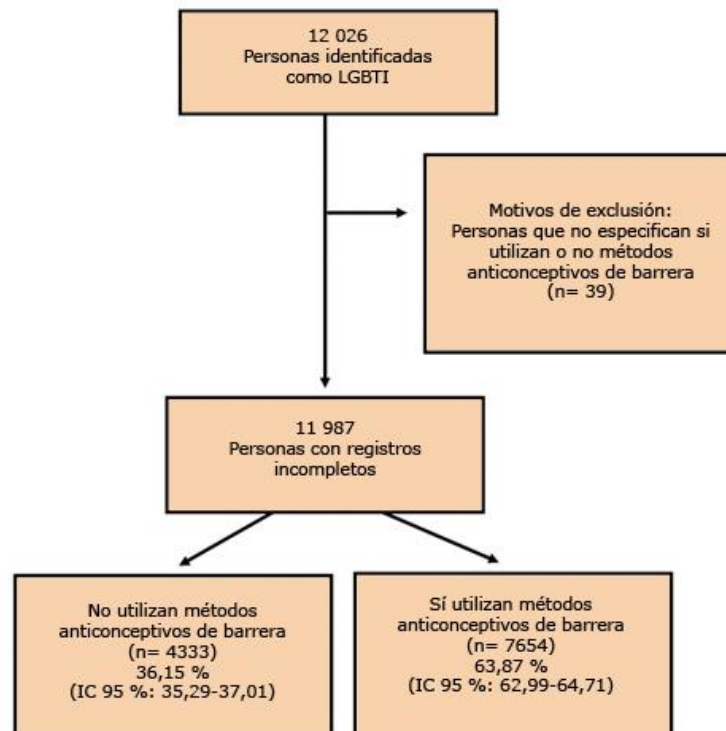 12 026
Personas identificadas
como LGBTI
Motivos de exclusión:
Personas que no especifican si
utilizan o no métodos
anticonceptivos de barrera
(n= 39)
11 987
Personas con registros
incompletos
No utilizan métodos
anticonceptivos de barrera
(n= 4333)
36,15 %
(IC 95 %: 35,29-37,01)
Sí utilizan métodos
anticonceptivos de barrera
(n= 7654)
63,87 %
(IC 95 %: 62,99-64,71)